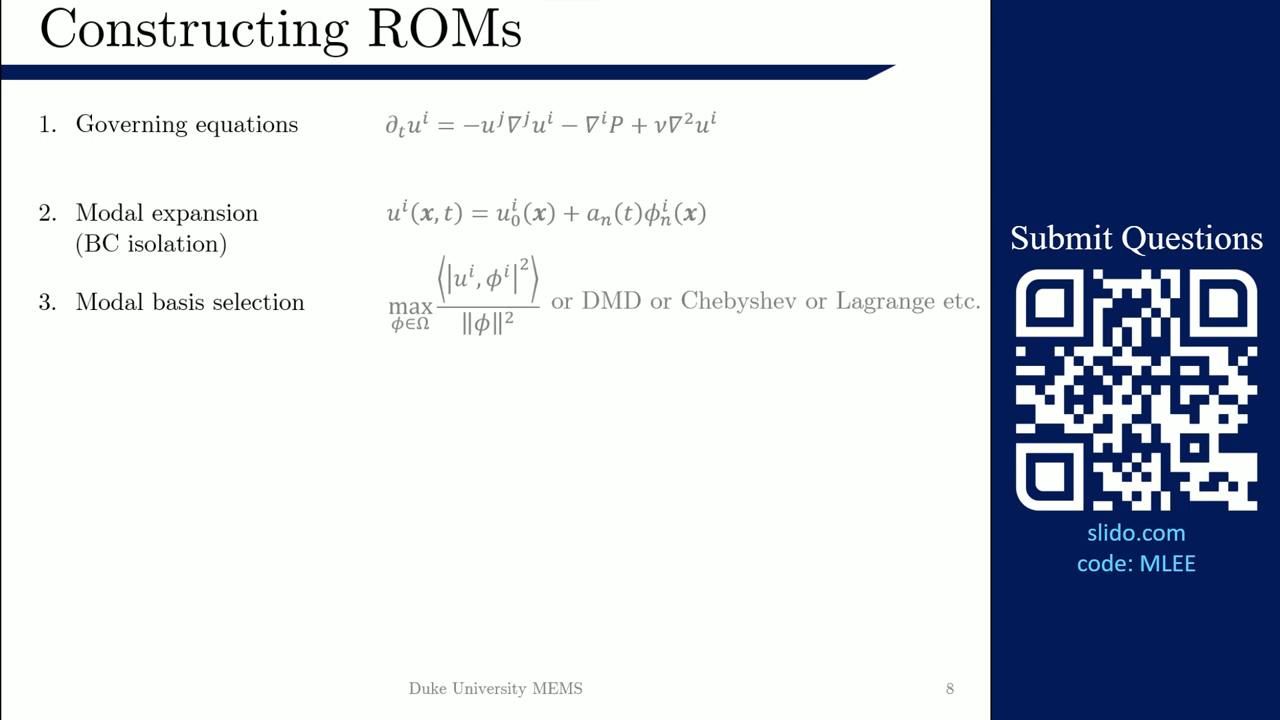 Constructing ROMs
1. Governing equations ∂ₜuⁱ = −uʲ∇ʲuⁱ − ∇ⁱP + ν∇²uⁱ
2. Modal expansion uⁱ(x, t) = u₀ⁱ(x) + aₙ(t)ϕₙⁱ(x)
(BC isolation)
3. Modal basis selection max_{ϕ∈Ω} ⟨|uⁱ, ϕⁱ|²⟩ / ‖ϕ‖² or DMD or Chebyshev or Lagrange etc.
Submit Questions
slido.com
code: MLEE
Duke University MEMS 8